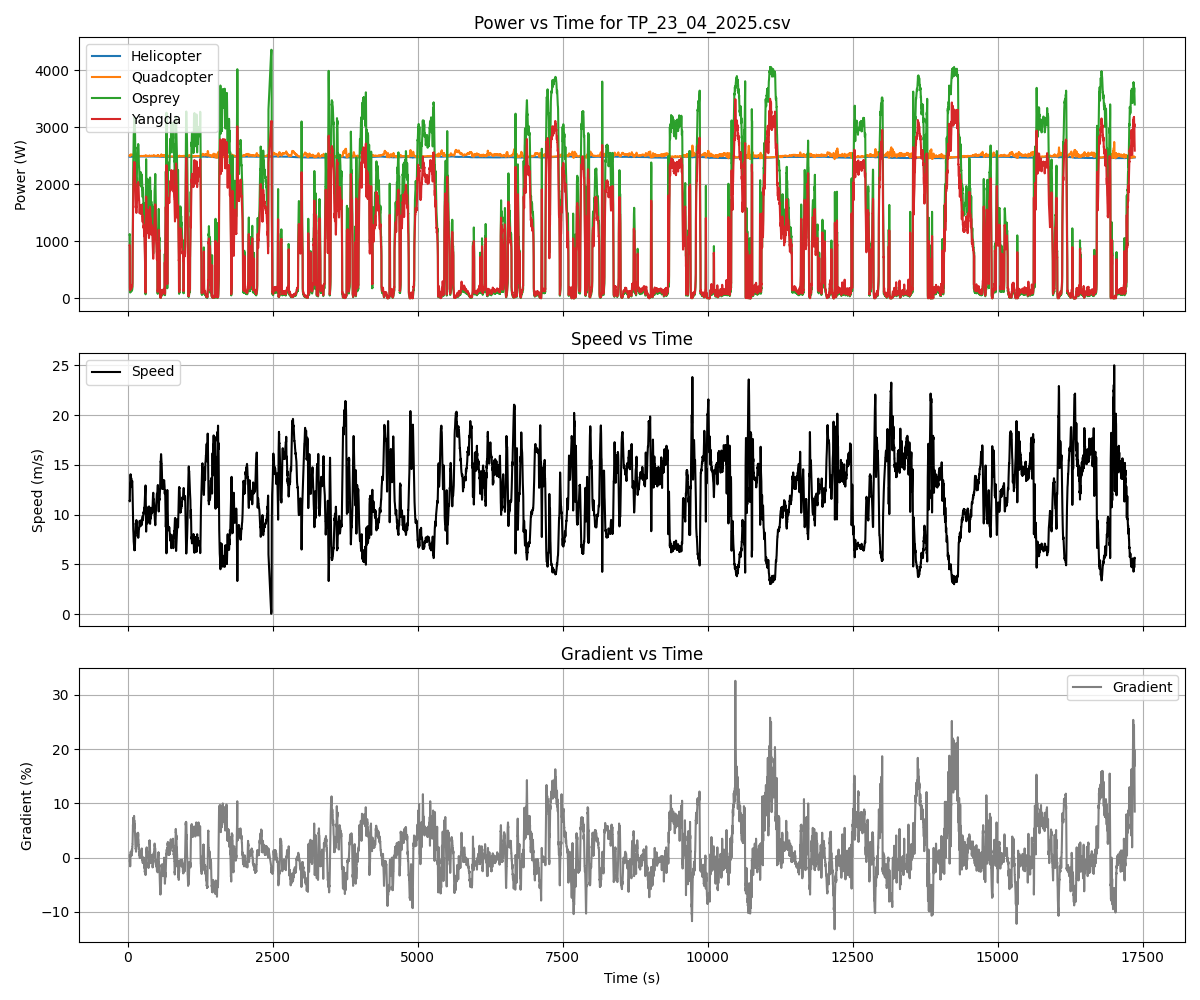 Power vs Time for TP_23_04_2025.csv
Helicopter
Quadcopter
Osprey
Yangda
Power (W)
4000
3000
2000
1000
0
Speed vs Time
Speed
Speed (m/s)
25
20
15
10
5
0
Gradient vs Time
Gradient
Gradient (%)
30
20
10
0
−10
0 2500 5000 7500 10000 12500 15000 17500
Time (s)